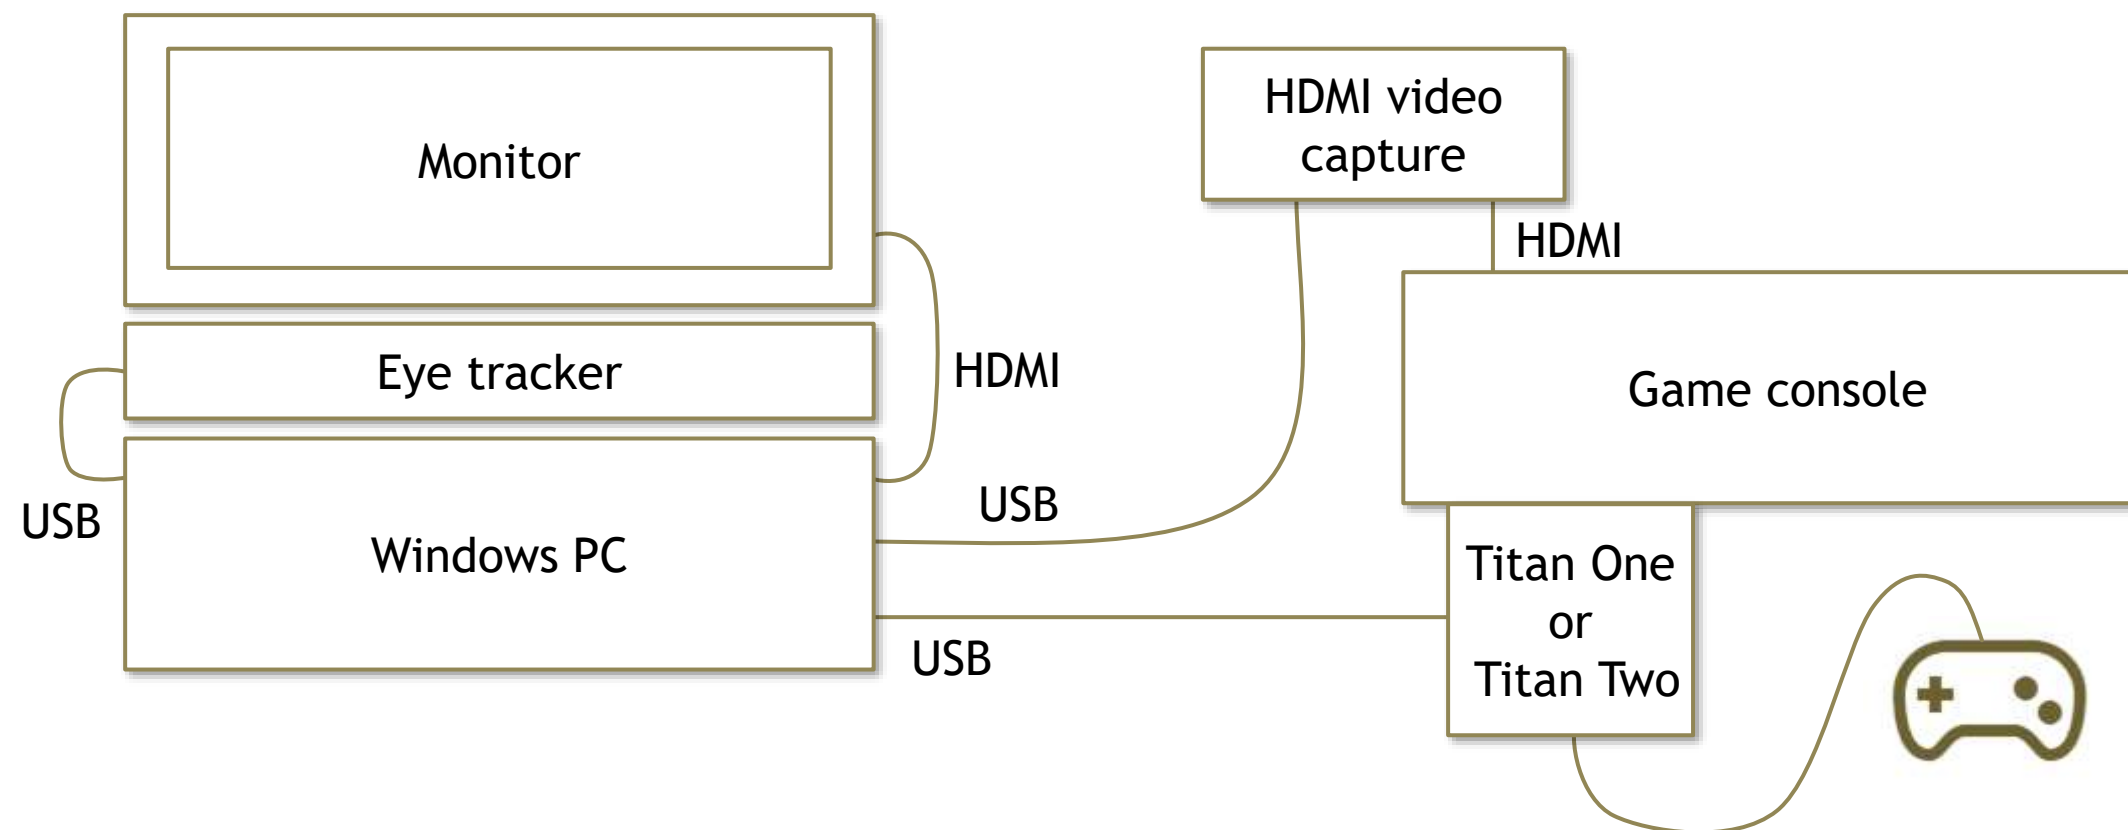 Monitor
HDMI video
capture
HDMI
Eye tracker
HDMI
Game console
USB
USB
Windows PC
Titan One
or
Titan Two
USB